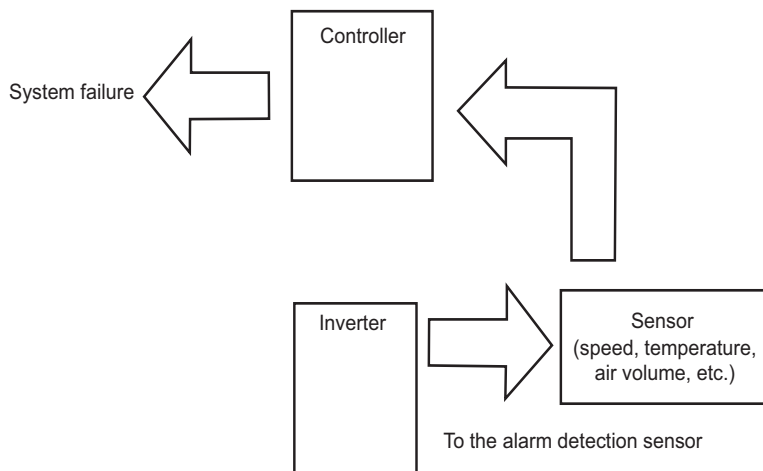 Controller
System failure
Inverter
Sensor
(speed, temperature,
air volume, etc.)
To the alarm detection sensor